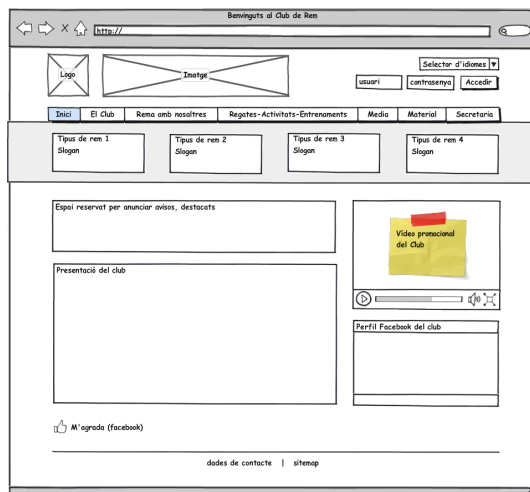 Benvinguts al Club de Rem
http://
Logo
Imatge
Selector d'idiomes
usuari
contrasenya
Accedir
Inici
El Club
Rema amb nosaltres
Regates-Activitats-Entrenaments
Media
Material
Secretaria
Tipus de rem 1
Slogan
Tipus de rem 2
Slogan
Tipus de rem 3
Slogan
Tipus de rem 4
Slogan
Espai reservat per anunciar avisos, destacats
Vídeo promocional
del Club
Presentació del club
Perfil Facebook del club
M'agrada (facebook)
dades de contacte | sitemap